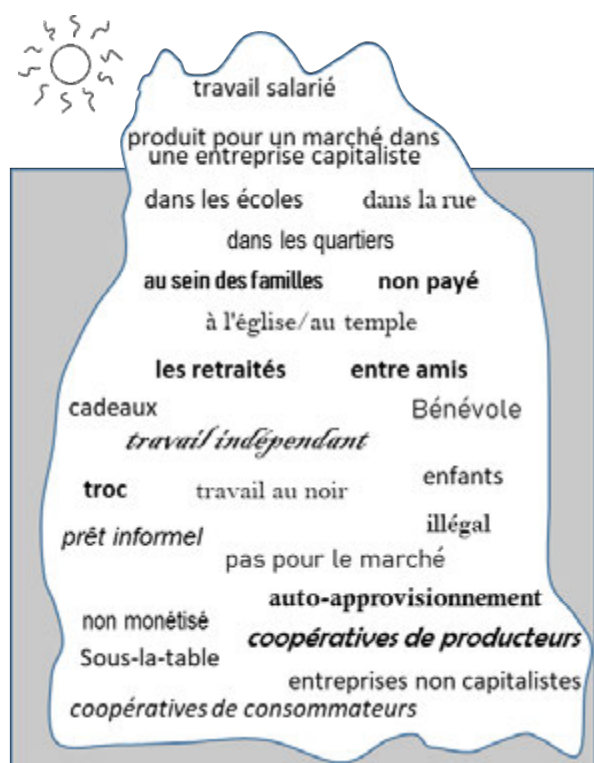 travail salarié
produit pour un marché dans
une entreprise capitaliste
dans les écoles dans la rue
dans les quartiers
au sein des familles non payé
à l'église/au temple
les retraités entre amis
cadeaux Bénévole
travail indépendant
enfants
troc travail au noir
illégal
prêt informel
pas pour le marché
auto-approvisionnement
non monétisé
coopératives de producteurs
Sous-la-table
entreprises non capitalistes
coopératives de consommateurs